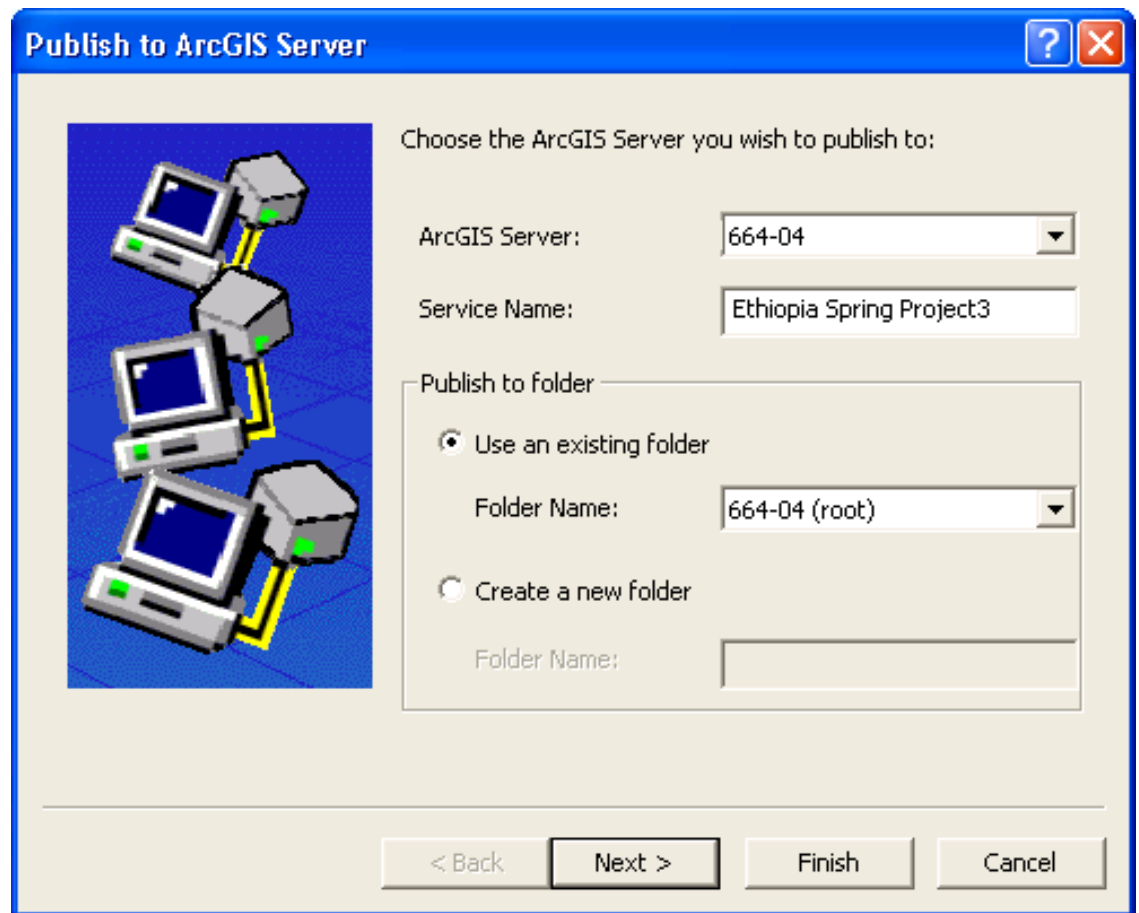 Publish to ArcGIS Server
?
Choose the ArcGIS Server you wish to publish to:
ArcGIS Server: 664-04
Service Name: Ethiopia Spring Project3
Publish to folder
Use an existing folder
Folder Name: 664-04 (root)
Create a new folder
Folder Name:
< Back Next > Finish Cancel